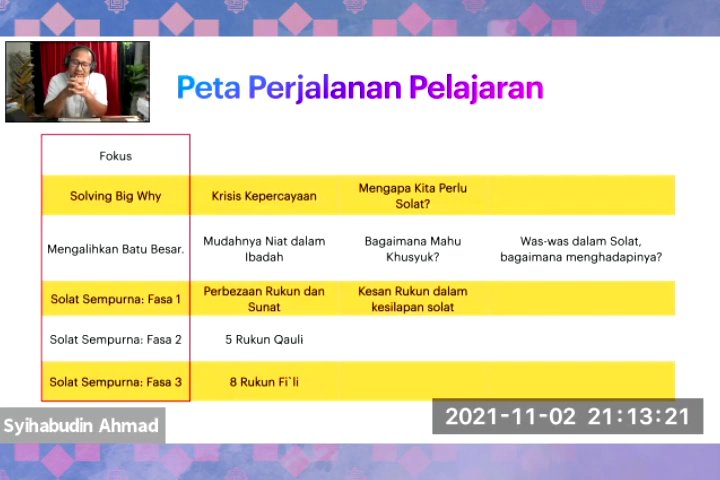 Peta Perjalanan Pelajaran
Fokus
Solving Big Why
Krisis Kepercayaan
Mengapa Kita Perlu
Solat?
Mengalihkan Batu Besar.
Mudahnya Niat dalam
Ibadah
Bagaimana Mahu
Khusyuk?
Was-was dalam Solat,
bagaimana menghadapinya?
Solat Sempurna: Fasa 1
Perbezaan Rukun dan
Sunat
Kesan Rukun dalam
kesilapan solat
Solat Sempurna: Fasa 2
5 Rukun Qauli
Solat Sempurna: Fasa 3
8 Rukun Fi`li
Syihabudin Ahmad
2021-11-02 21:13:21